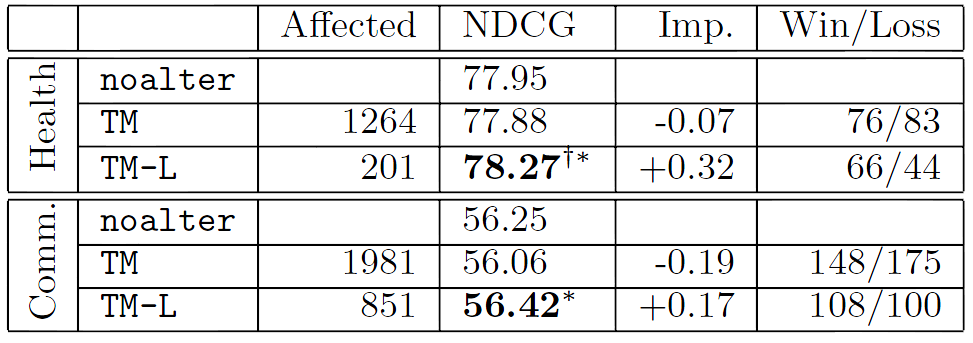 Affected NDCG Imp. Win/Loss
Health
noalter 77.95
TM 1264 77.88 -0.07 76/83
TM-L 201 78.27†* +0.32 66/44
Comm.
noalter 56.25
TM 1981 56.06 -0.19 148/175
TM-L 851 56.42* +0.17 108/100